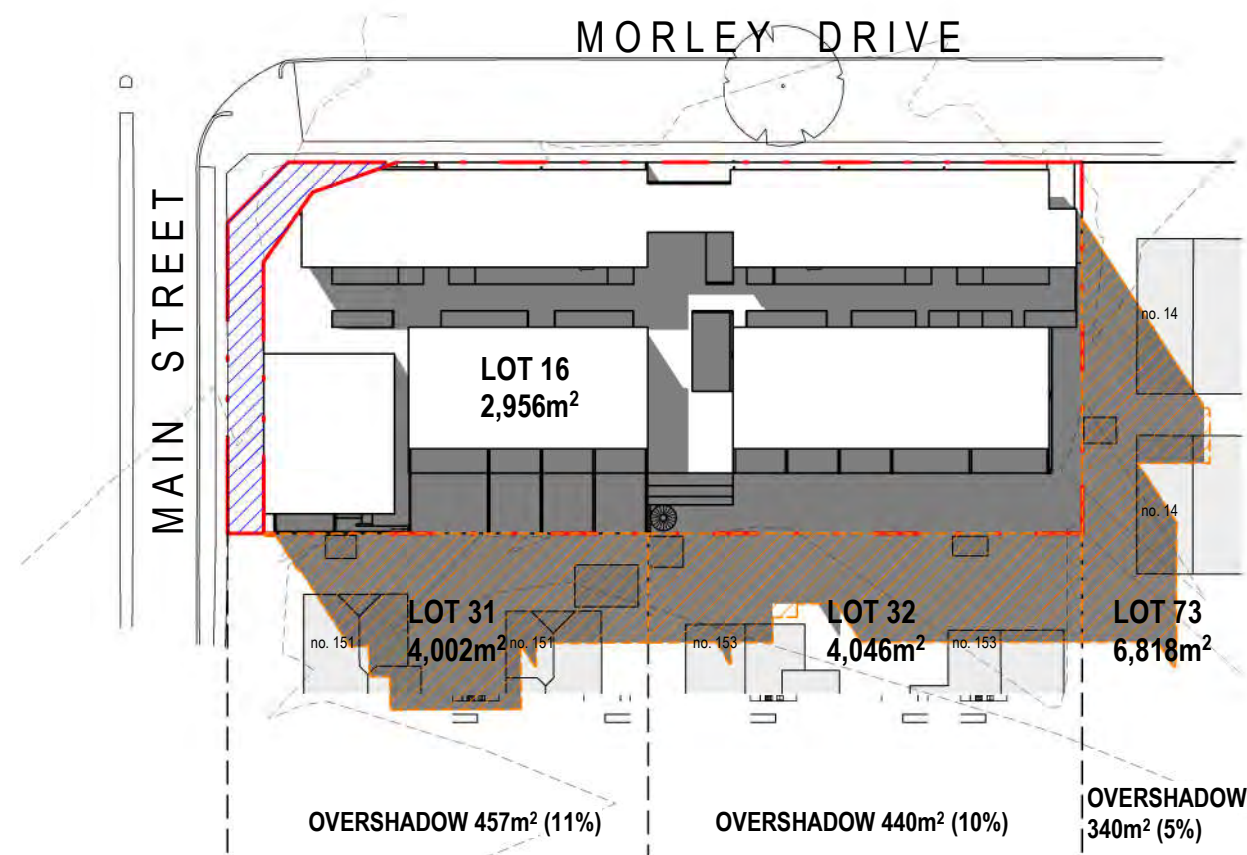 MORLEY DRIVE
MAIN STREET
LOT 16
2,956m²
no. 14
no. 14
LOT 31
4,002m²
no. 151
no. 151
LOT 32
4,046m²
no. 153
no. 153
LOT 73
6,818m²
OVERSHADOW 457m² (11%)
OVERSHADOW 440m² (10%)
OVERSHADOW
340m² (5%)